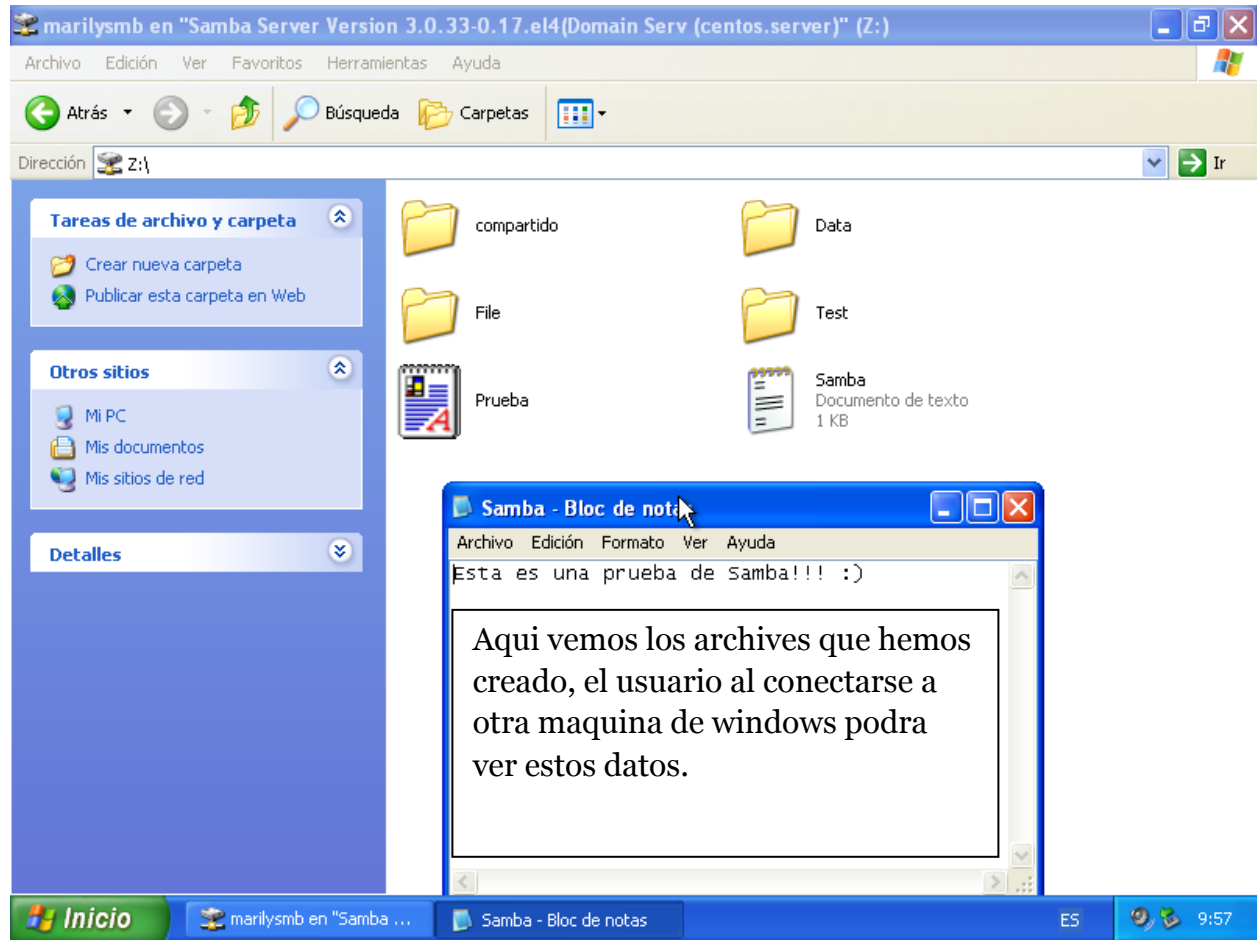 marilysmb en "Samba Server Version 3.0.33-0.17.el4(Domain Serv (centos.server)" (Z:)
Archivo Edición Ver Favoritos Herramientas Ayuda
Atrás Búsqueda Carpetas
Dirección Z:\ Ir
Tareas de archivo y carpeta
Crear nueva carpeta
Publicar esta carpeta en Web
Otros sitios
Mi PC
Mis documentos
Mis sitios de red
Detalles
compartido Data
File Test
Prueba
Samba
Documento de texto
1 KB
Samba - Bloc de notas
Archivo Edición Formato Ver Ayuda
Esta es una prueba de Samba!!! :)
Aqui vemos los archives que hemos
creado, el usuario al conectarse a
otra maquina de windows podra
ver estos datos.
Inicio marilysmb en "Samba ... Samba - Bloc de notas ES 9:57